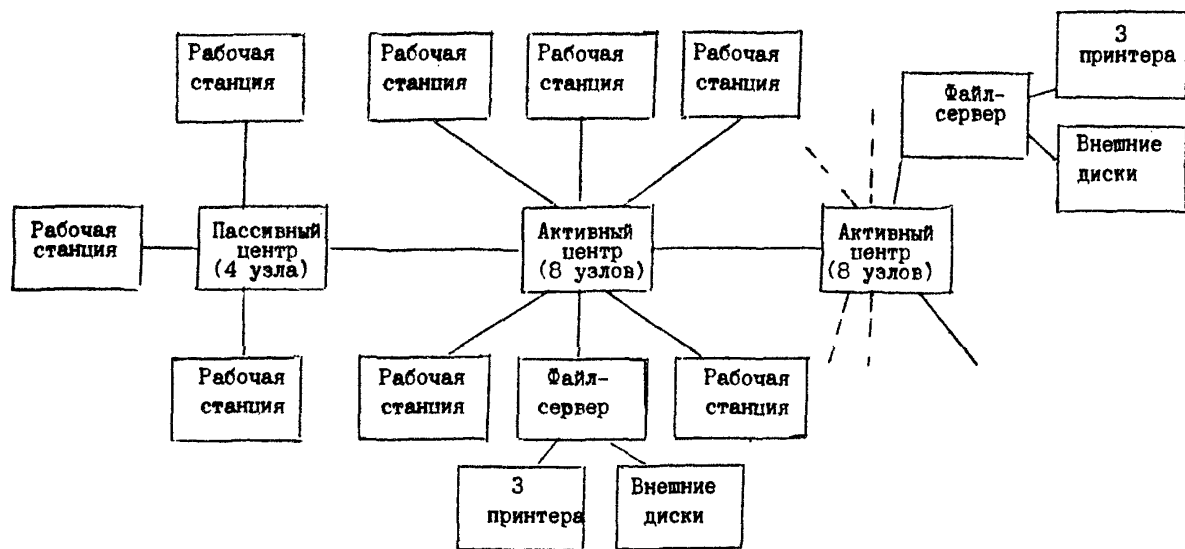 3
принтера
Файл-
сервер
Внешние
диски
Рабочая
станция
Рабочая
станция
Рабочая
станция
Рабочая
станция
Рабочая
станция
Пассивный
центр
(4 узла)
Активный
центр
(8 узлов)
Активный
центр
(8 узлов)
Рабочая
станция
Рабочая
станция
Файл-
сервер
Рабочая
станция
3
принтера
Внешние
диски